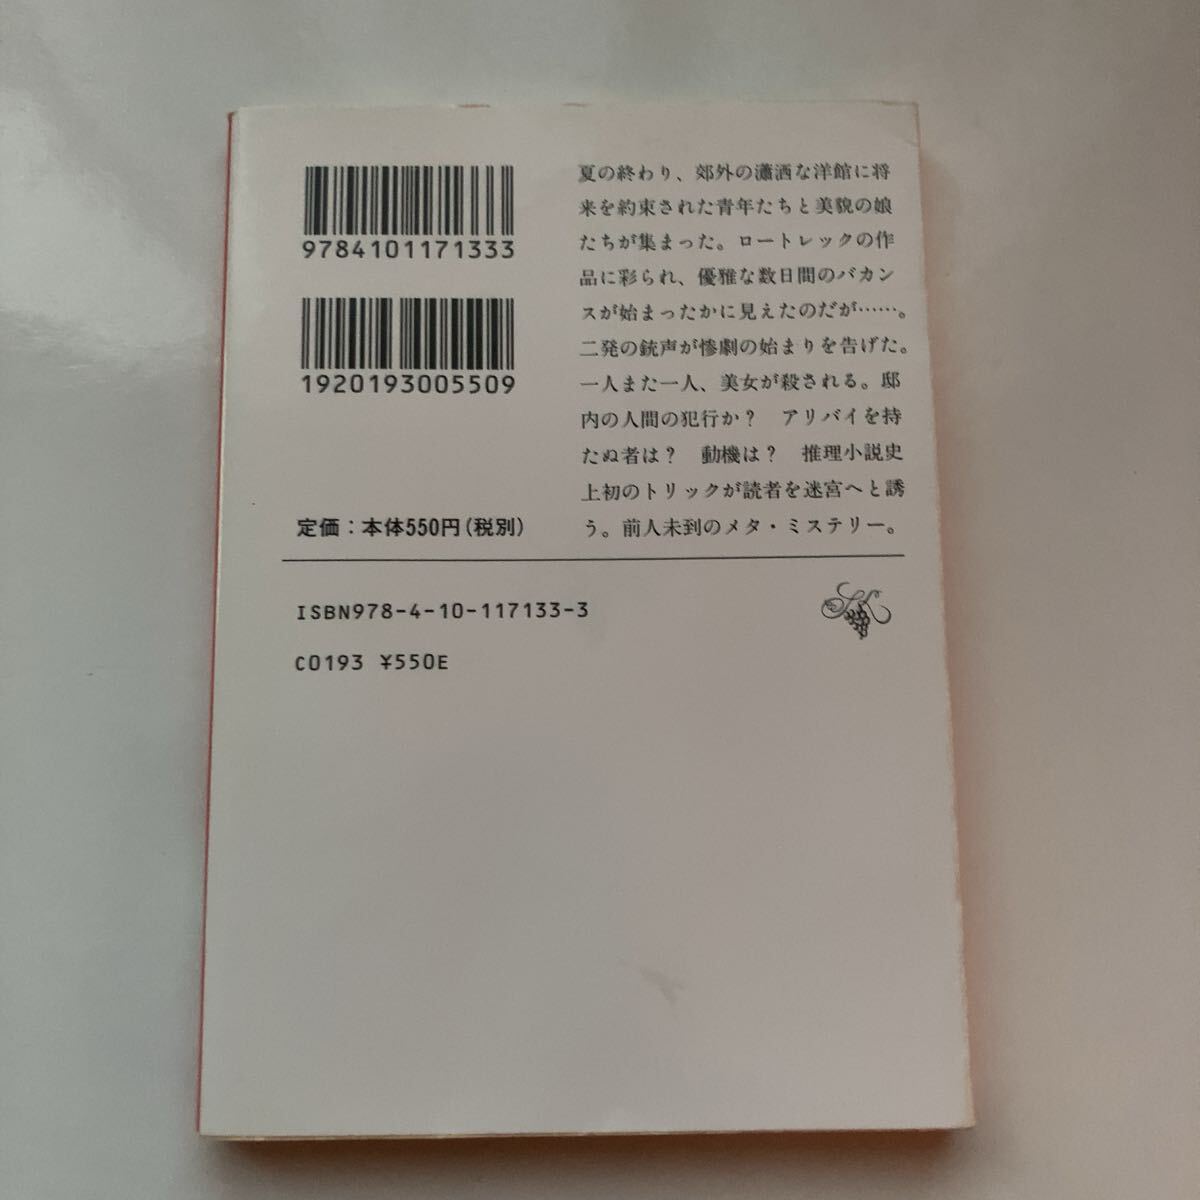 9784101171333
1920193005509
定価：本体550円(税別)
夏の終わり、郊外の瀟洒な洋館に将
来を約束された青年たちと美貌の娘
たちが集まった。ロートレックの作
品に彩られ、優雅な数日間のバカン
スが始まったかに見えたのだが……。
二発の銃声が惨劇の始まりを告げた。
一人また一人、美女が殺される。邸
内の人間の犯行か？　アリバイを持
たぬ者は？　動機は？　推理小説史
上初のトリックが読者を迷宮へと誘
う。前人未到のメタ・ミステリー。
ISBN978-4-10-117133-3
C0193 ¥550E